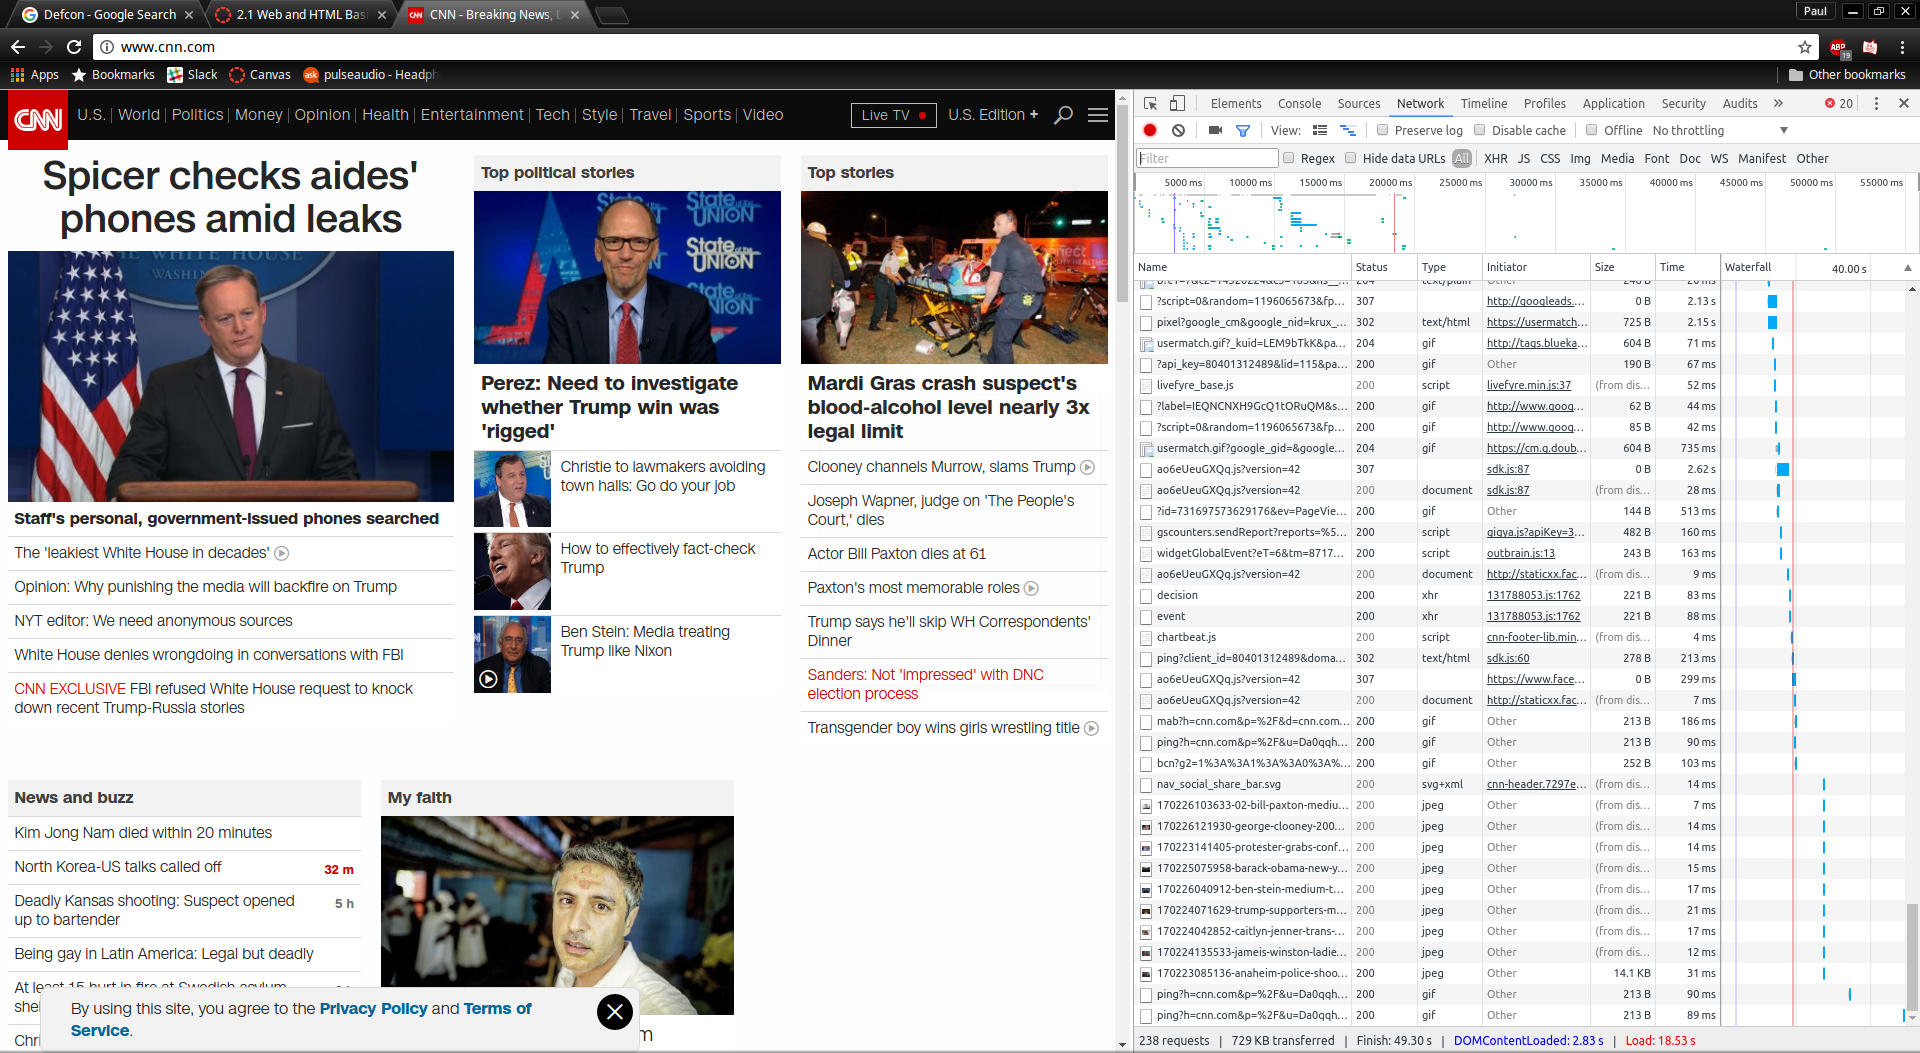 Defcon - Google Search
2.1 Web and HTML Bas
CNN - Breaking News, L
Paul
www.cnn.com
ABP
19
Apps
Bookmarks
Slack
Canvas
ask
pulseaudio - Headph
Other bookmarks
CNN
U.S. | World | Politics | Money | Opinion | Health | Entertainment | Tech | Style | Travel | Sports | Video
Live TV
U.S. Edition +
Spicer checks aides'
phones amid leaks
THE WHITE HOUSE
WASHING
Staff's personal, government-issued phones searched
The 'leakiest White House in decades'
Opinion: Why punishing the media will backfire on Trump
NYT editor: We need anonymous sources
White House denies wrongdoing in conversations with FBI
CNN EXCLUSIVE FBI refused White House request to knock
down recent Trump-Russia stories
Top political stories
State of the UNION
Perez: Need to investigate
whether Trump win was
'rigged'
Christie to lawmakers avoiding
town halls: Go do your job
How to effectively fact-check
Trump
Ben Stein: Media treating
Trump like Nixon
Top stories
Mardi Gras crash suspect's
blood-alcohol level nearly 3x
legal limit
Clooney channels Murrow, slams Trump
Joseph Wapner, judge on 'The People's
Court,' dies
Actor Bill Paxton dies at 61
Paxton's most memorable roles
Trump says he'll skip WH Correspondents'
Dinner
Sanders: Not 'impressed' with DNC
election process
Transgender boy wins girls wrestling title
News and buzz
Kim Jong Nam died within 20 minutes
North Korea-US talks called off 32 m
Deadly Kansas shooting: Suspect opened
up to bartender 5 h
Being gay in Latin America: Legal but deadly
At least 15 hurt in fire at Swedish asylum
shel
Chri
My faith
By using this site, you agree to the Privacy Policy and Terms of
Service.
m
Elements Console Sources Network Timeline Profiles Application Security Audits » 20
View: Preserve log Disable cache Offline No throttling
Filter Regex Hide data URLs All XHR JS CSS Img Media Font Doc WS Manifest Other
5000 ms 10000 ms 15000 ms 20000 ms 25000 ms 30000 ms 35000 ms 40000 ms 45000 ms 50000 ms 55000 ms
Name Status Type Initiator Size Time Waterfall 40.00 s
?script=0&random=1196065673&fp... 307 http://googleads.... 0 B 2.13 s
pixel?google_cm&google_nid=krux_... 302 text/html https://usermatch... 725 B 2.15 s
usermatch.gif?_kuid=LEM9bTkK&pa... 204 gif http://tags.blueka... 604 B 71 ms
?api_key=80401312489&lid=115&pa... 200 gif Other 190 B 67 ms
livefyre_base.js 200 script livefyre.min.js:37 (from dis... 52 ms
?label=IEQNCNXH9GcQ1tORuQM&s... 200 gif http://www.goog... 62 B 44 ms
?script=0&random=1196065673&fp... 200 gif http://www.goog... 85 B 42 ms
usermatch.gif?google_gid=&google... 204 gif https://cm.g.doub... 604 B 735 ms
ao6eUeuGXQq.js?version=42 307 sdk.js:87 0 B 2.62 s
ao6eUeuGXQq.js?version=42 200 document sdk.js:87 (from dis... 28 ms
?id=731697573629176&ev=PageVie... 200 gif Other 144 B 513 ms
gscounters.sendReport?reports=%5... 200 script gigya.js?apiKey=3... 482 B 160 ms
widgetGlobalEvent?eT=6&tm=8717... 200 script outbrain.js:13 243 B 163 ms
ao6eUeuGXQq.js?version=42 200 document http://staticxx.fac... (from dis... 9 ms
decision 200 xhr 131788053.js:1762 221 B 83 ms
event 200 xhr 131788053.js:1762 221 B 88 ms
chartbeat.js 200 script cnn-footer-lib.min... (from dis... 4 ms
ping?client_id=80401312489&doma... 302 text/html sdk.js:60 278 B 213 ms
ao6eUeuGXQq.js?version=42 307 https://www.face... 0 B 299 ms
ao6eUeuGXQq.js?version=42 200 document http://staticxx.fac... (from dis... 7 ms
mab?h=cnn.com&p=%2F&d=cnn.com... 200 gif Other 213 B 186 ms
ping?h=cnn.com&p=%2F&u=Da0qqh... 200 gif Other 213 B 90 ms
bcn?g2=1%3A%3A1%3A%3A0%3A%... 200 gif Other 252 B 103 ms
nav_social_share_bar.svg 200 svg+xml cnn-header.7297e... (from dis... 14 ms
170226103633-02-bill-paxton-mediu... 200 jpeg Other (from dis... 7 ms
170226121930-george-clooney-200... 200 jpeg Other (from dis... 14 ms
170223141405-protester-grabs-conf... 200 jpeg Other (from dis... 14 ms
170225075958-barack-obama-new-y... 200 jpeg Other (from dis... 15 ms
170226040912-ben-stein-medium-t... 200 jpeg Other (from dis... 17 ms
170224071629-trump-supporters-m... 200 jpeg Other (from dis... 21 ms
170224042852-caitlyn-jenner-trans-... 200 jpeg Other (from dis... 17 ms
170224135533-jameis-winston-ladie... 200 jpeg Other (from dis... 12 ms
170223085136-anaheim-police-shoo... 200 jpeg Other 14.1 KB 31 ms
ping?h=cnn.com&p=%2F&u=Da0qqh... 200 gif Other 213 B 90 ms
ping?h=cnn.com&p=%2F&u=Da0qqh... 200 gif Other 213 B 89 ms
238 requests | 729 KB transferred | Finish: 49.30 s | DOMContentLoaded: 2.83 s | Load: 18.53 s